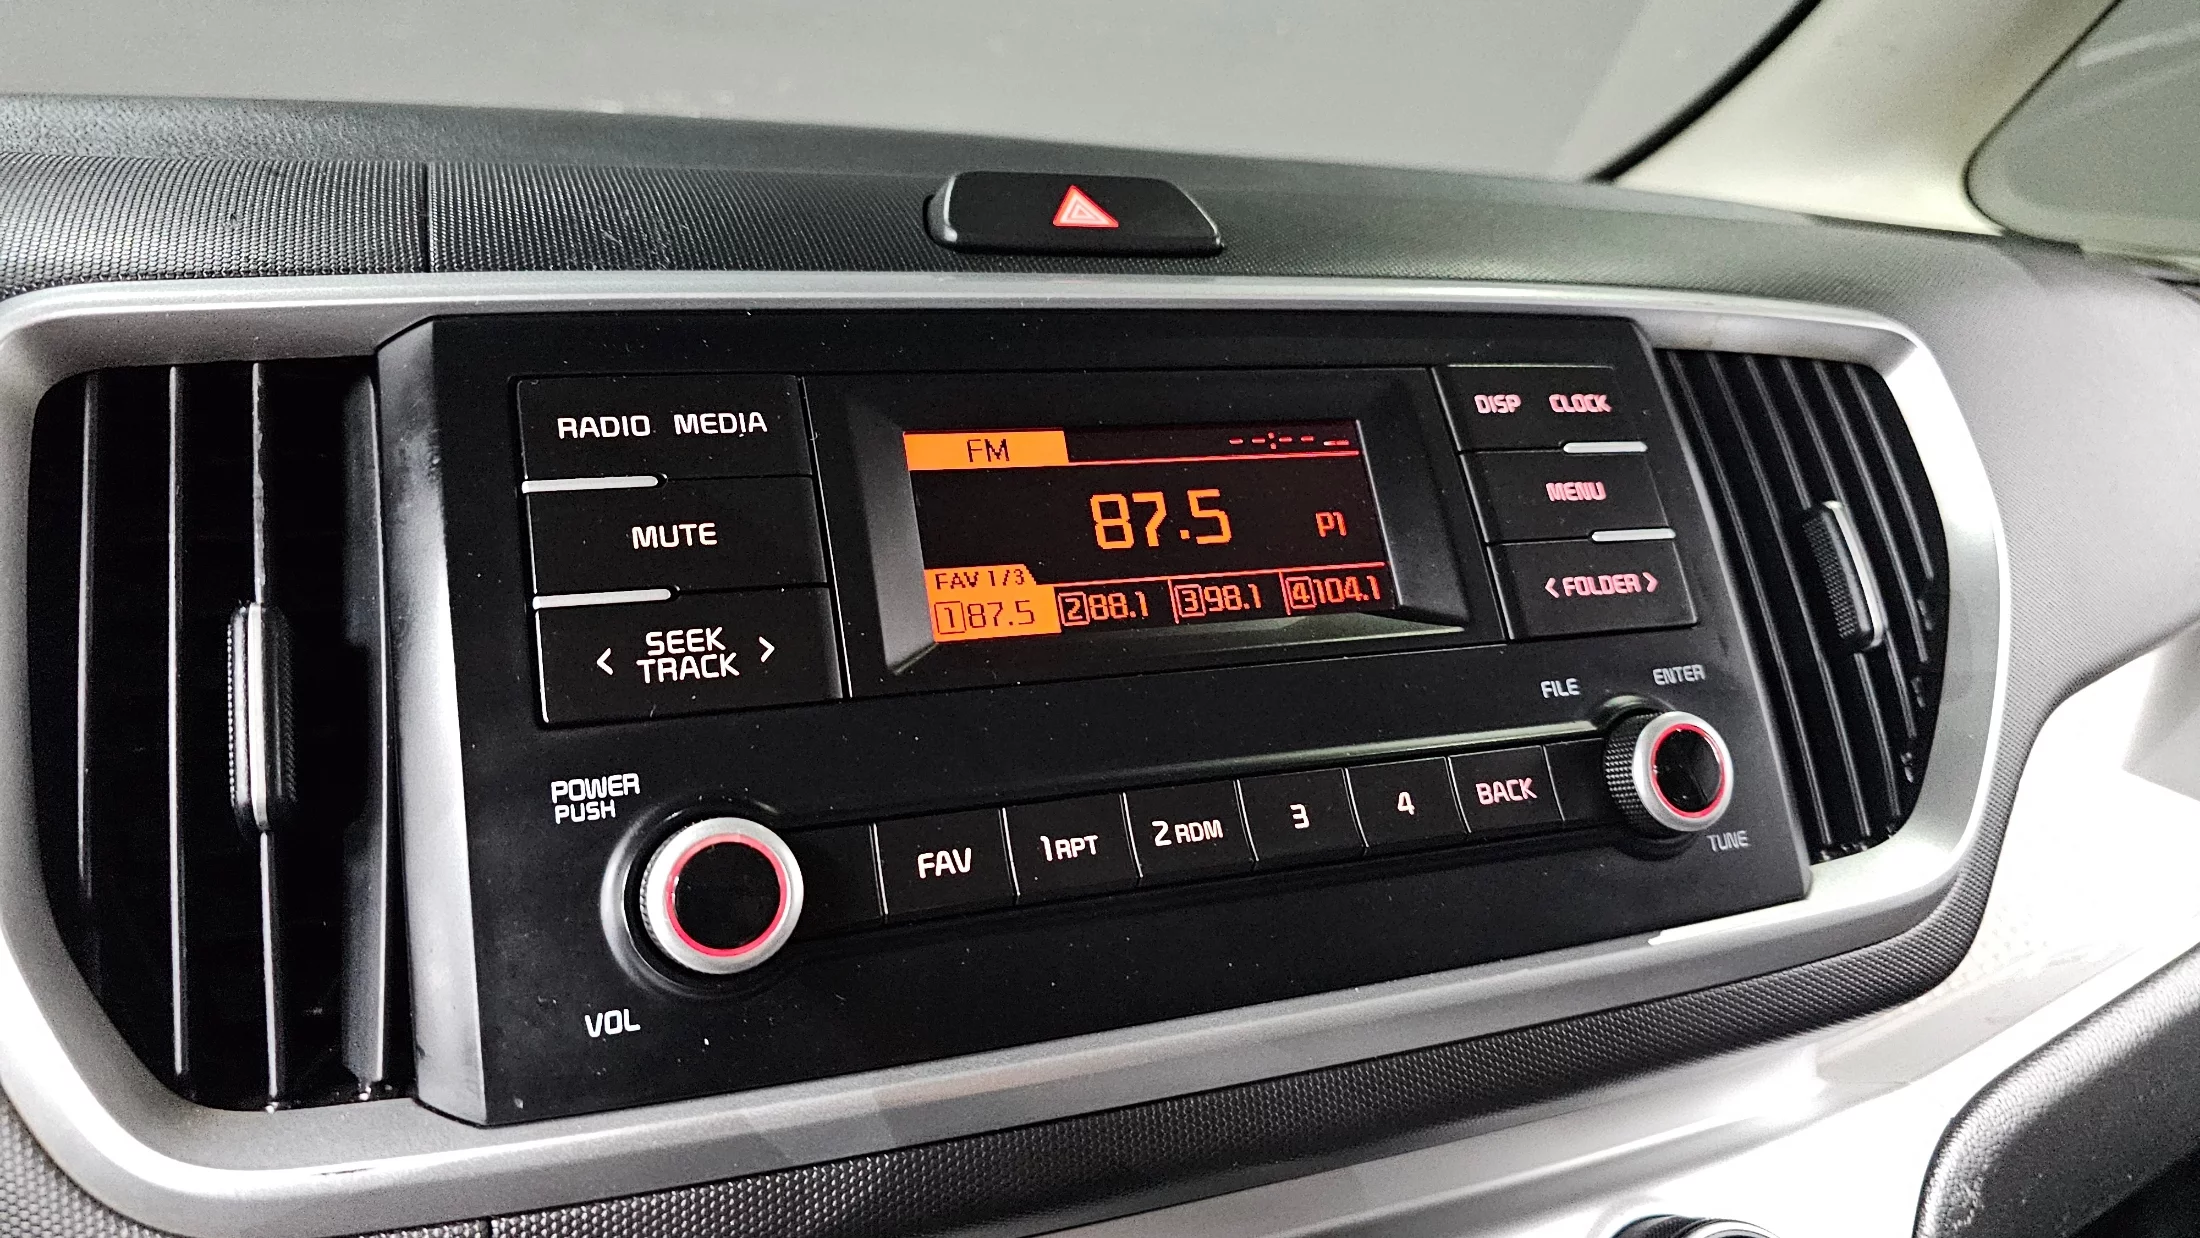 RADIO MEDIA
MUTE
< SEEK TRACK >
FM --:-- --
87.5 P1
FAV 1/3
1 87.5 2 88.1 3 98.1 4 104.1
DISP CLOCK
MENU
< FOLDER >
FILE ENTER
POWER
PUSH
VOL
FAV 1 RPT 2 RDM 3 4 BACK
TUNE